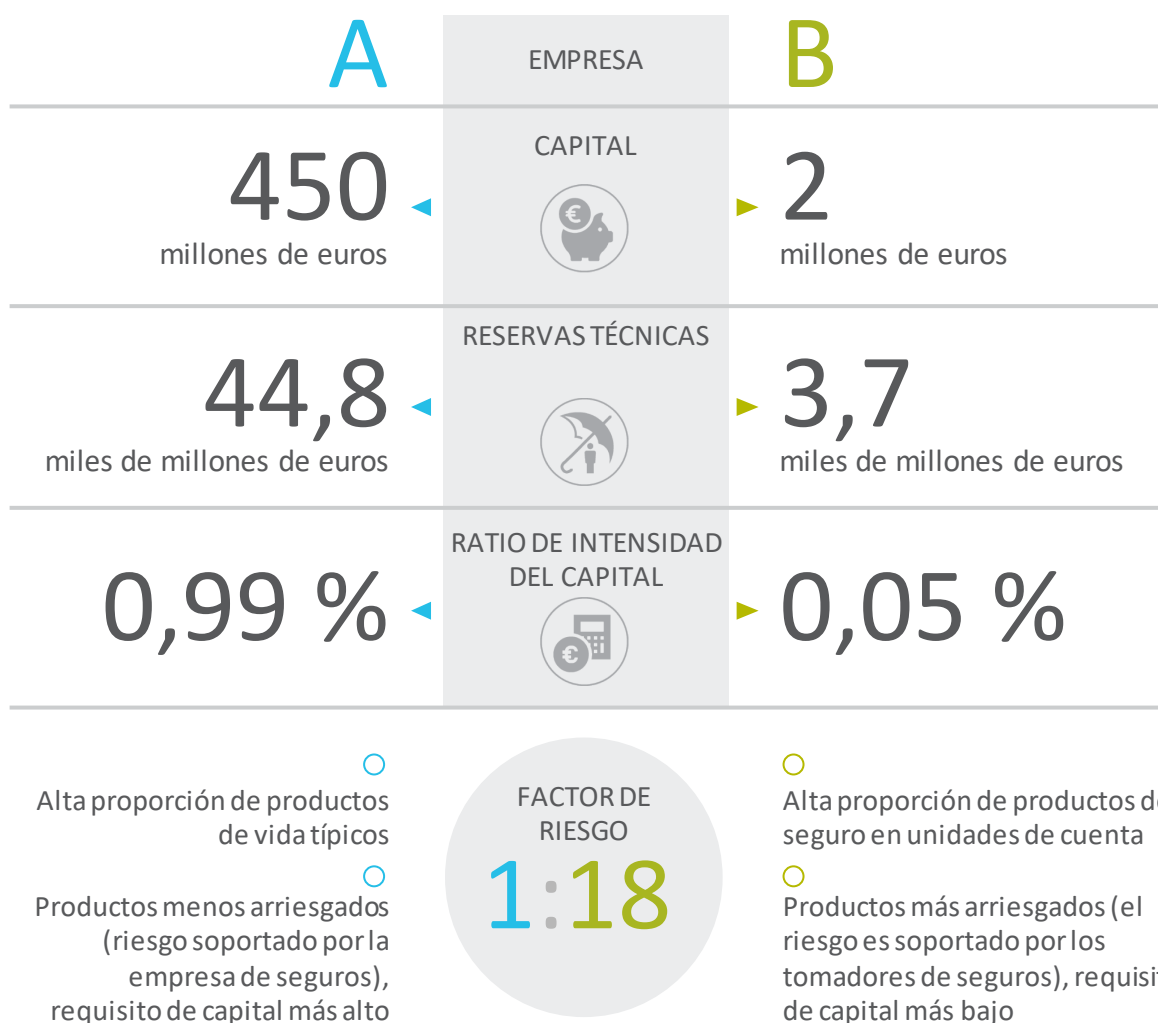 A
EMPRESA
B
CAPITAL
450
millones de euros
€
2
millones de euros
RESERVAS TÉCNICAS
44,8
miles de millones de euros
3,7
miles de millones de euros
RATIO DE INTENSIDAD
DEL CAPITAL
0,99 %
€
0,05 %
Alta proporción de productos
de vida típicos
Productos menos arriesgados
(riesgo soportado por la
empresa de seguros),
requisito de capital más alto
FACTOR DE
RIESGO
1:18
Alta proporción de productos de
seguro en unidades de cuenta
Productos más arriesgados (el
riesgo es soportado por los
tomadores de seguros), requisit
de capital más bajo